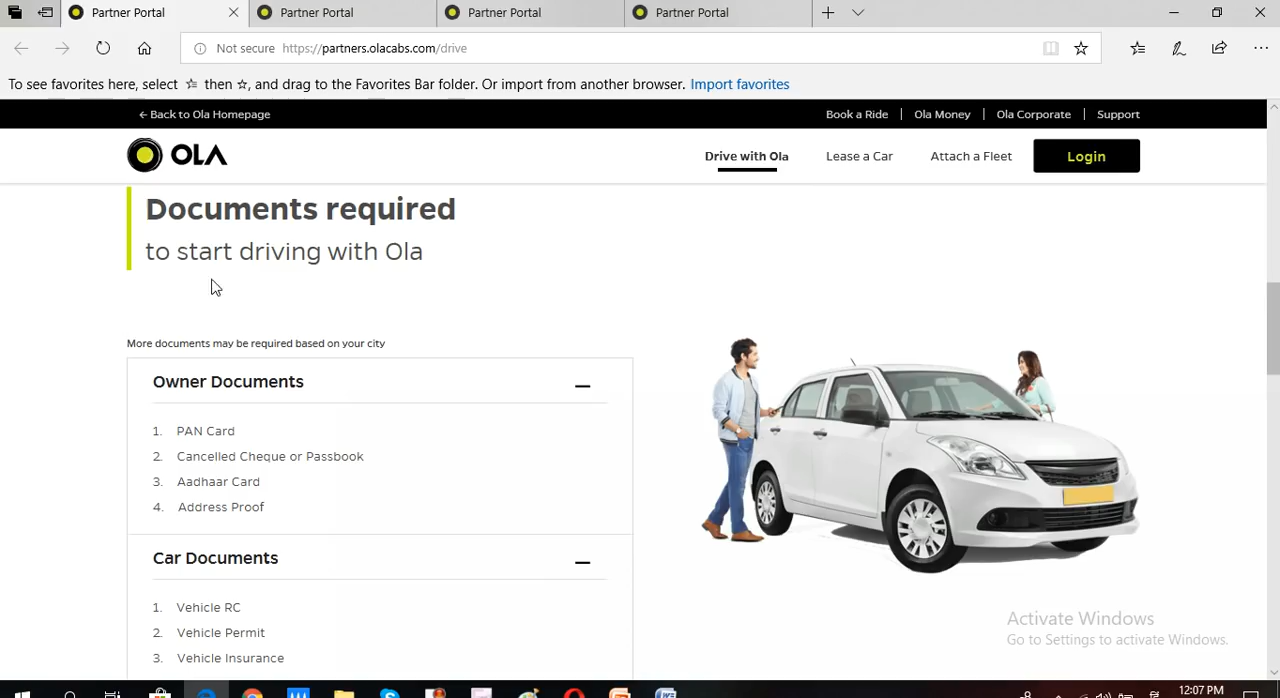 Partner Portal
Partner Portal
Partner Portal
Partner Portal
Not secure https://partners.olacabs.com/drive
To see favorites here, select ☆ then ☆, and drag to the Favorites Bar folder. Or import from another browser. Import favorites
← Back to Ola Homepage
Book a Ride | Ola Money | Ola Corporate | Support
OLA
Drive with Ola
Lease a Car
Attach a Fleet
Login
Documents required
to start driving with Ola
More documents may be required based on your city
Owner Documents
1. PAN Card
2. Cancelled Cheque or Passbook
3. Aadhaar Card
4. Address Proof
Car Documents
1. Vehicle RC
2. Vehicle Permit
3. Vehicle Insurance
Activate Windows
Go to Settings to activate Windows.
12:07 PM